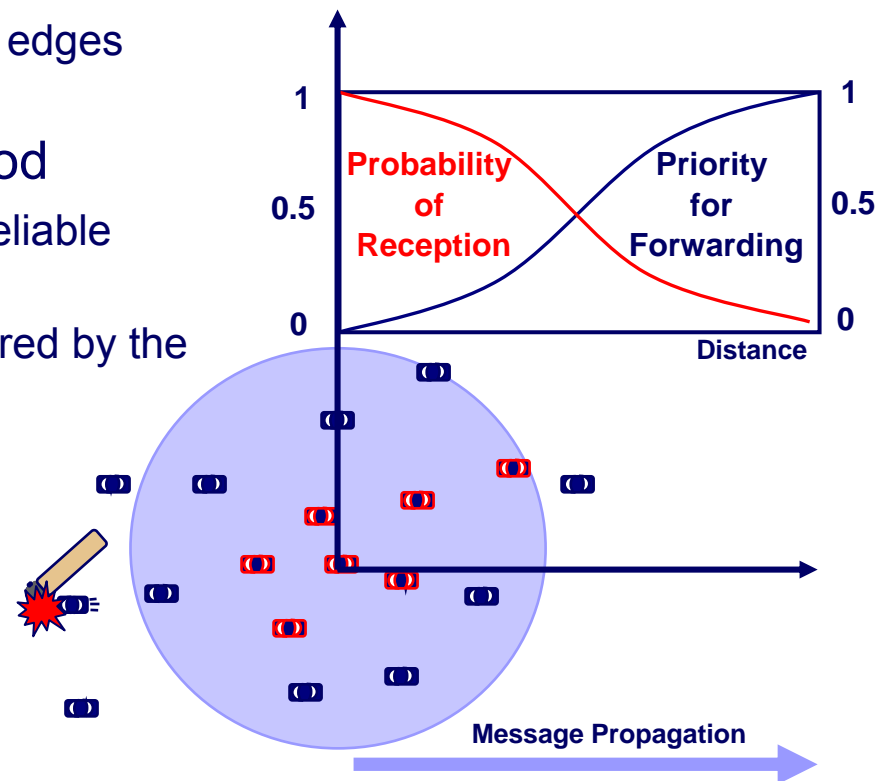 edges
od
eliable
red by the
1
0.5
0
Probability
of
Reception
Priority
for
Forwarding
1
0.5
0
Distance
Message Propagation